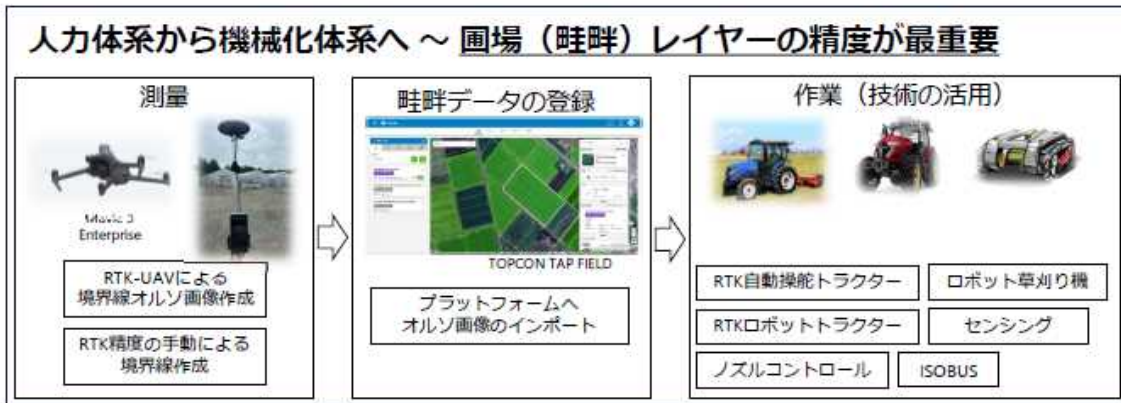 人力体系から機械化体系へ ~ 圃場（畦畔）レイヤーの精度が最重要
測量
Mavic 3
Enterprise
RTK-UAVによる
境界線オルソ画像作成
RTK精度の手動による
境界線作成
畦畔データの登録
TOPCON TAP FIELD
プラットフォームへ
オルソ画像のインポート
作業（技術の活用）
RTK自動操舵トラクター
ロボット草刈り機
RTKロボットトラクター
センシング
ノズルコントロール
ISOBUS